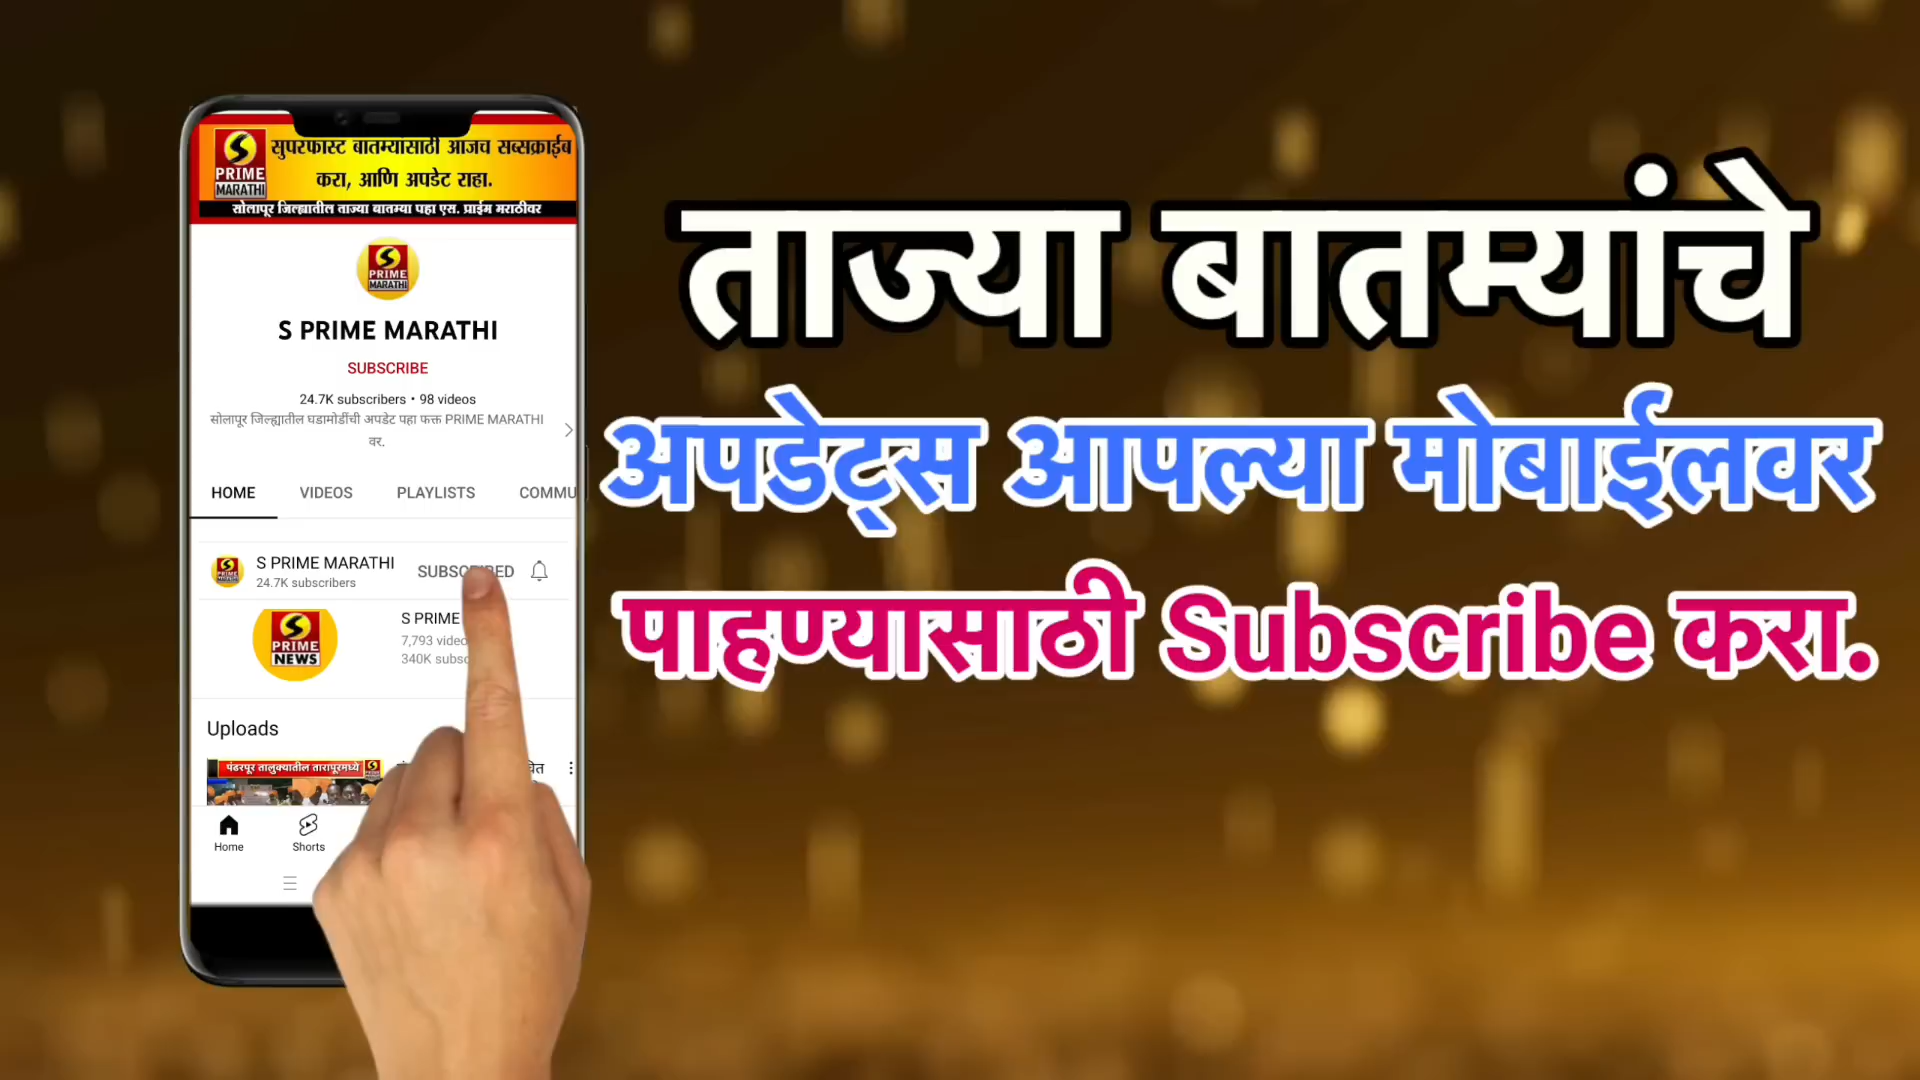 S
PRIME
MARATHI
सुपरफास्ट बातम्यांसाठी आजच सब्सक्राईब
करा, आणि अपडेट राहा.
सोलापूर जिल्ह्यातील ताज्या बातम्या पहा एस. प्राईम मराठीवर
S
PRIME
MARATHI
S PRIME MARATHI
SUBSCRIBE
24.7K subscribers • 98 videos
सोलापूर जिल्ह्यातील घडामोडींची अपडेट पहा फक्त PRIME MARATHI
वर.
HOME VIDEOS PLAYLISTS COMMU
S PRIME MARATHI
24.7K subscribers
S PRIME
7,793
340K
S
PRIME
NEWS
Uploads
पंढरपूर तालुक्यातील तारापूरमध्ये
Home Shorts
ताज्या बातम्यांचे
अपडेट्स आपल्या मोबाईलवर
पाहण्यासाठी Subscribe करा.